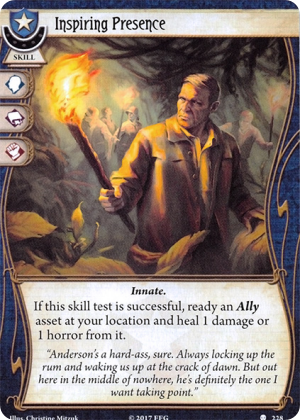 Inspiring Presence
SKILL
Innate.
If this skill test is successful, ready an Ally
asset at your location and heal 1 damage or
1 horror from it.
"Anderson's a hard-ass, sure. Always locking up the
rum and waking us up at the crack of dawn. But out
here in the middle of nowhere, he's definitely the one I
want taking point."
Illus. Christine Mitzuk
© 2017 FFG
228